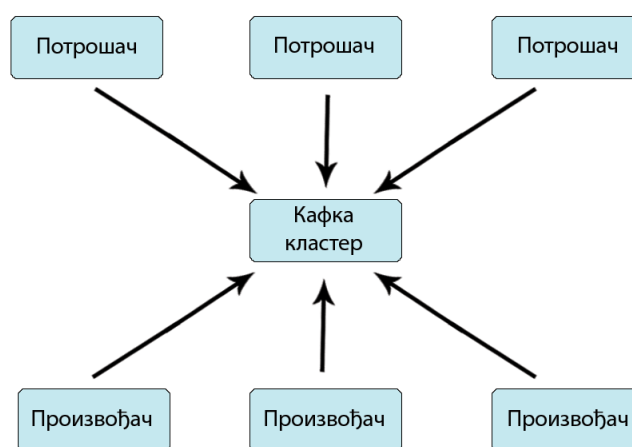 Потрошач
Потрошач
Потрошач
Кафка
кластер
Произвођач
Произвођач
Произвођач